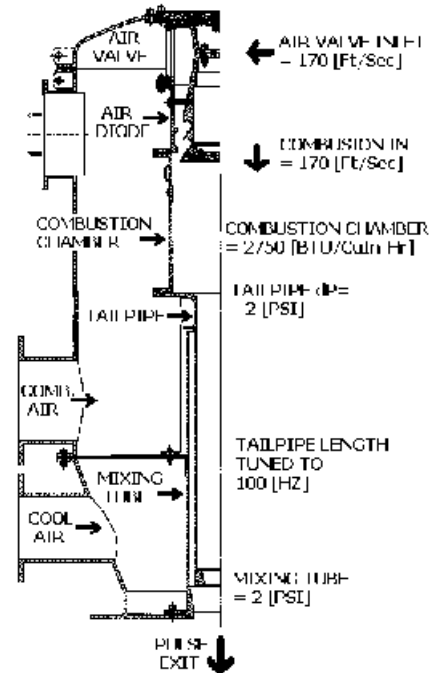 AIR
VALVE
AIR VALVE INLET
= 170 [Ft/Sec]
AIR
DIODE
COMBUSTION IN
= 170 [Ft/Sec]
COMBUSTION
CHAMBER
COMBUSTION CHAMBER
= 2750 [BTU/CuIn Hr]
TAILPIPE dP=
2 [PSI]
TAILPIPE
COMB.
AIR
TAILPIPE LENGTH
TUNED TO
100 [HZ]
MIXING
TUBE
COOL
AIR
MIXING TUBE
= 2 [PSI]
PULSE
EXIT